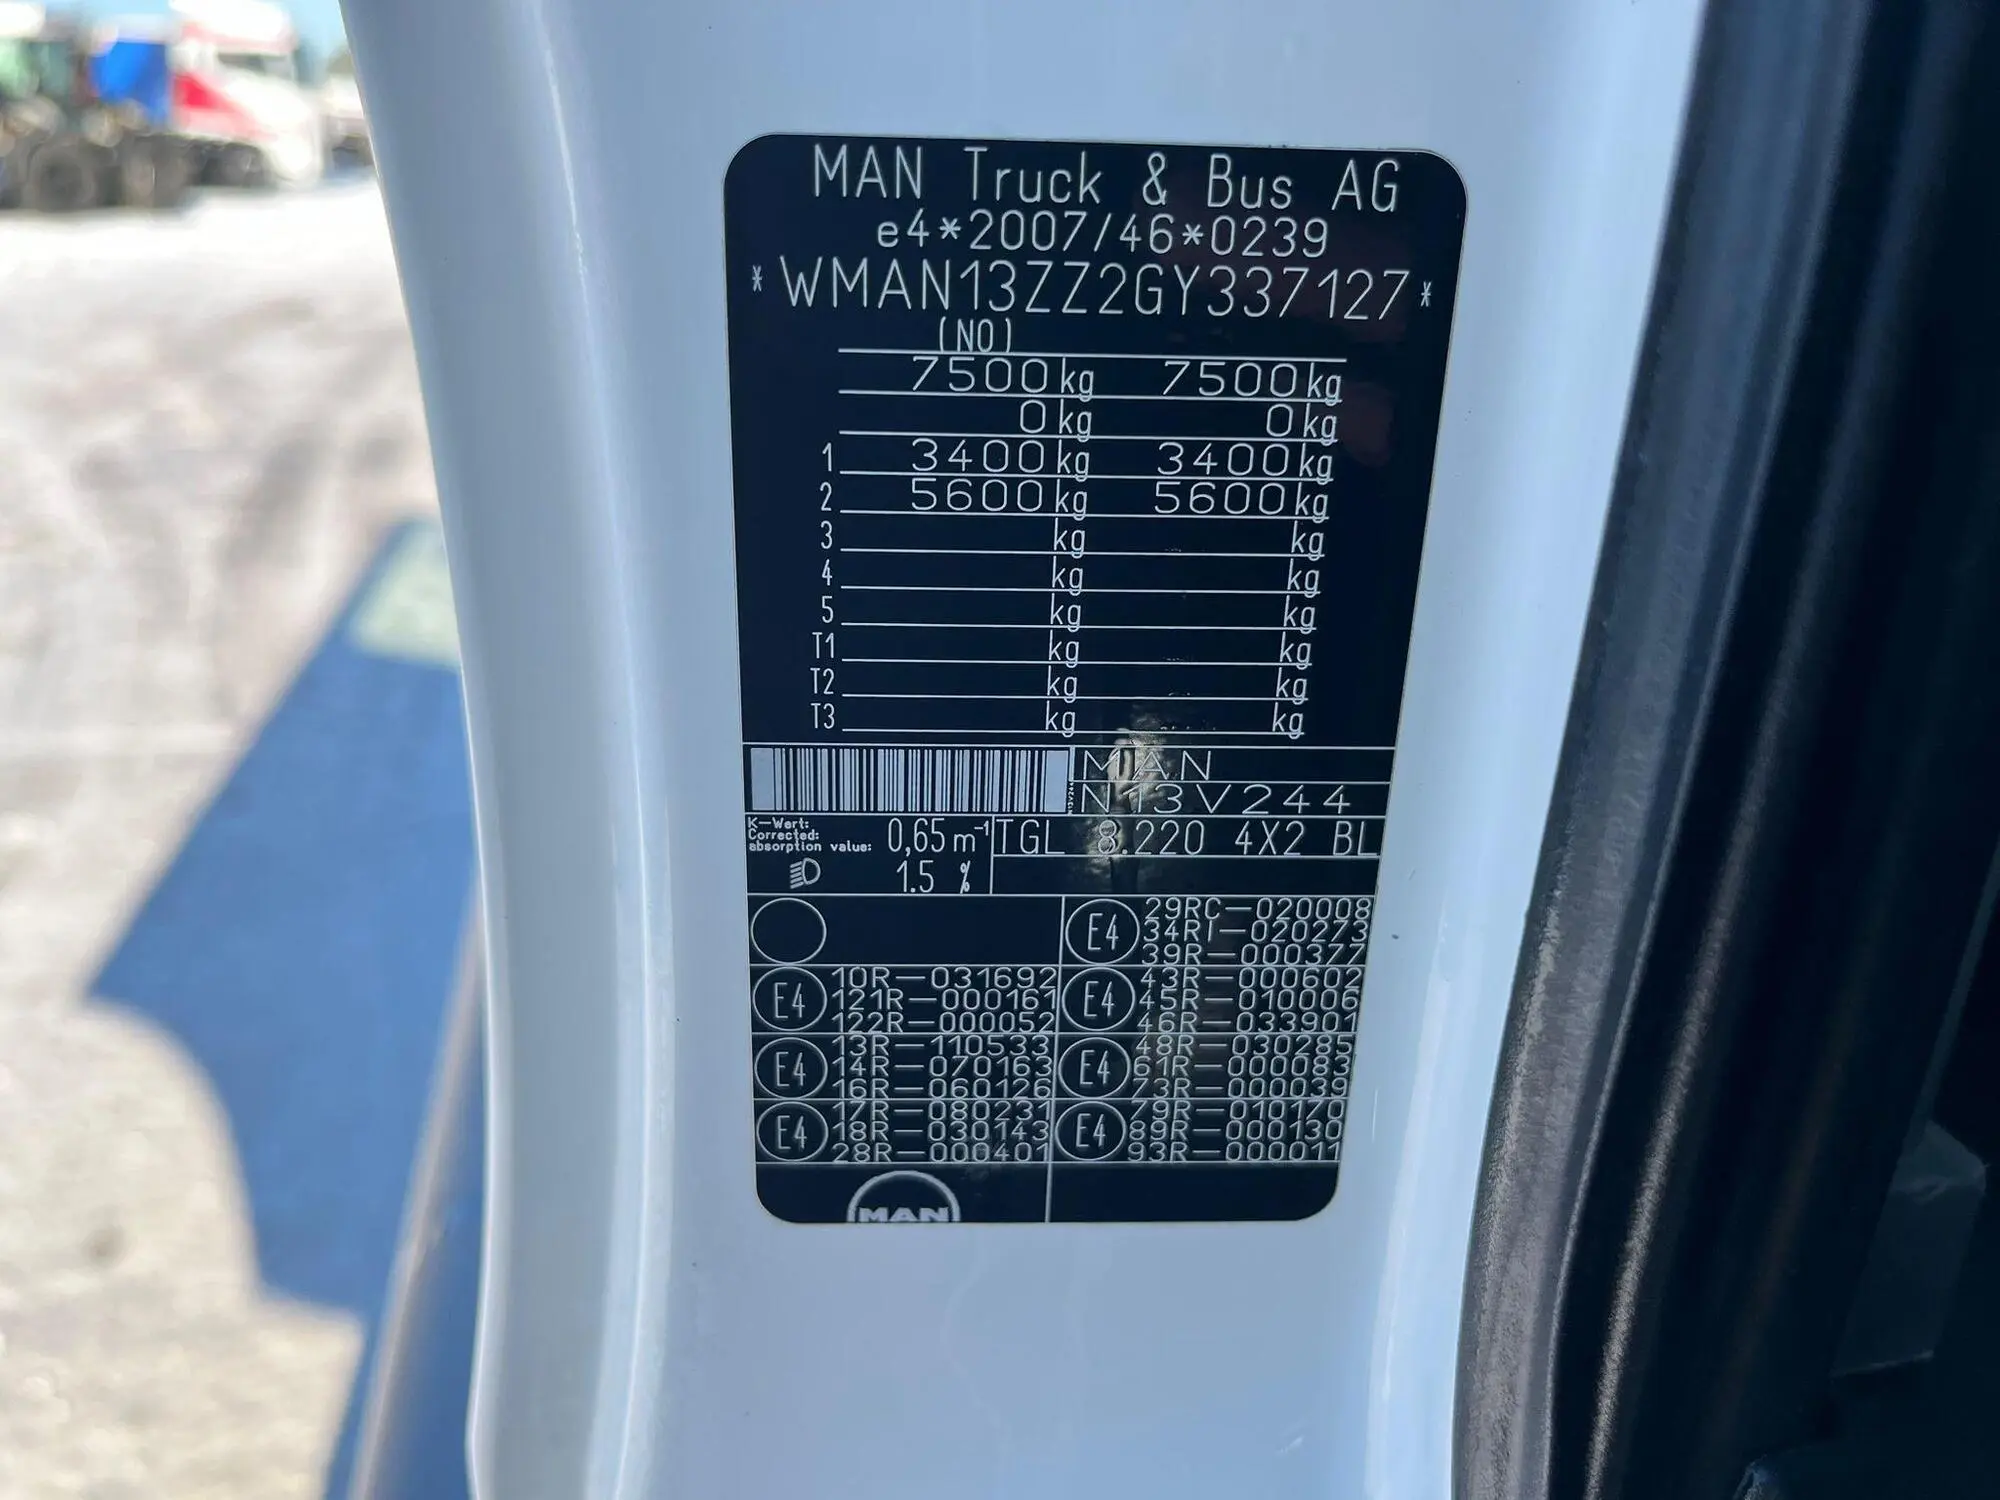 MAN Truck & Bus AG
e4*2007/46*0239
*WMAN13ZZ2GY337127*
(NO)
7500kg 7500kg
0kg 0kg
1 3400kg 3400kg
2 5600kg 5600kg
3 kg kg
4 kg kg
5 kg kg
T1 kg kg
T2 kg kg
T3 kg kg
MAN
N13V244
N13V244
K-Wert:
Corrected:
absorption value: 0,65 m⁻¹
TGL 8.220 4X2 BL
1.5 %
E4 29RC-020008
34RI-020273
39R-000377
E4 10R-031692
121R-000161
122R-000052
E4 43R-000602
45R-010006
46R-033901
E4 13R-110533
14R-070163
16R-060126
E4 48R-030285
61R-000083
73R-000039
E4 17R-080231
18R-030143
28R-000401
E4 79R-010170
89R-000130
93R-000011
MAN